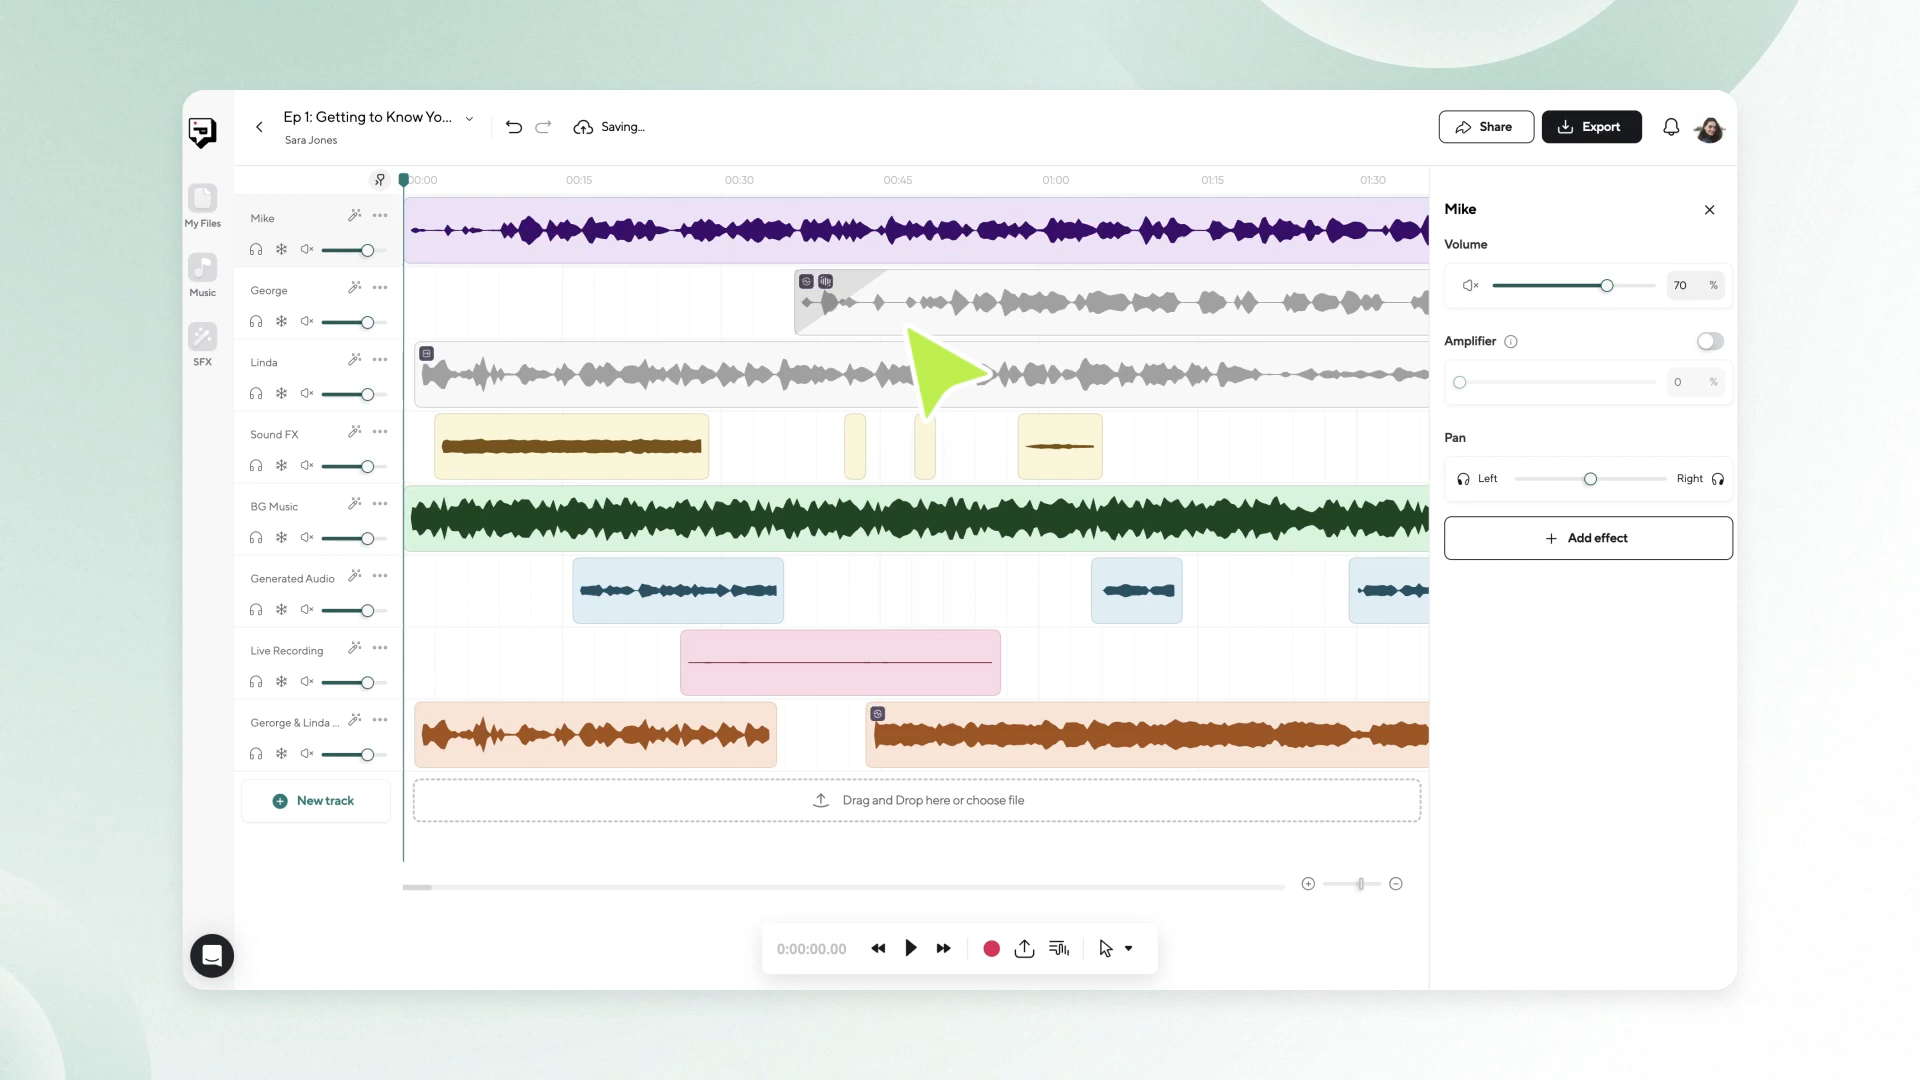 Ep 1: Getting to Know Yo...
Sara Jones
Saving...
Share
Export
My Files
Music
SFX
00:00
00:15
00:30
00:45
01:00
01:15
01:30
Mike
George
Linda
Sound FX
BG Music
Generated Audio
Live Recording
Gerorge & Linda ...
New track
Drag and Drop here or choose file
0:00:00.00
Mike
Volume
70 %
Amplifier
0 %
Pan
Left
Right
Add effect